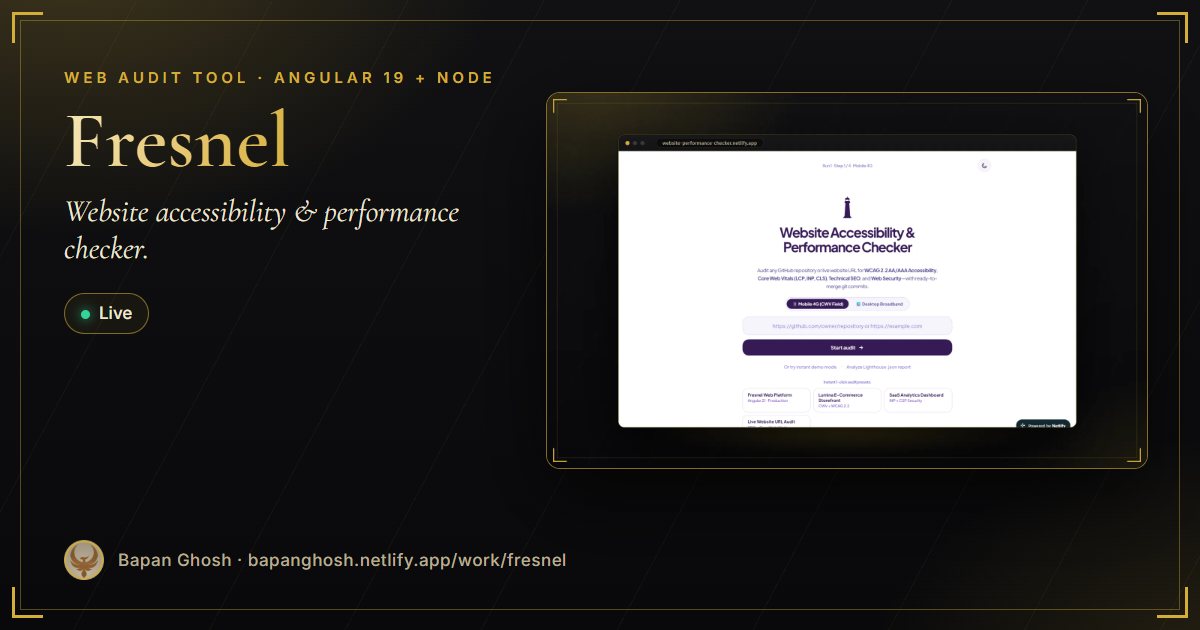 WEB AUDIT TOOL · ANGULAR 19 + NODE
Fresnel
Website accessibility & performance
checker.
Live
website-performance-checker.netlify.app
Website Accessibility &
Performance Checker
Audit any GitHub repository or live website URL for WCAG 2.2 AA/AAA Accessibility,
Core Web Vitals (LCP, INP, CLS), Technical SEO, and Web Security—with ready-to-
merge git commits.
Mobile 4G (CWV Field)
Desktop Broadband
https://github.com/owner/repository or https://example.com
Start audit →
Or try instant demo mode
Analyze Lighthouse .json report
Fresnel Web Platform
Lumina E-Commerce
Storefront
SaaS Analytics Dashboard
Live Website URL Audit
Powered by Netlify
Bapan Ghosh · bapanghosh.netlify.app/work/fresnel